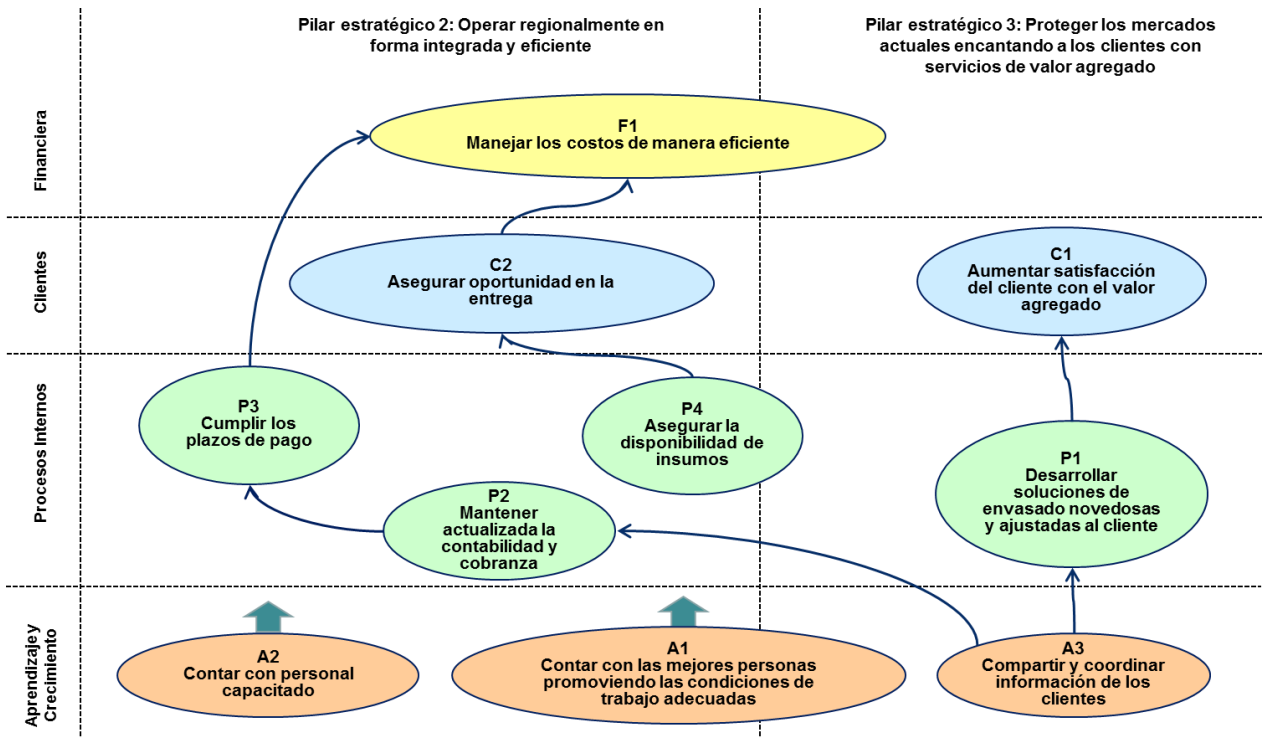 Pilar estratégico 2: Operar regionalmente en
forma integrada y eficiente
Pilar estratégico 3: Proteger los mercados
actuales encantando a los clientes con
servicios de valor agregado
Financiera
F1
Manejar los costos de manera eficiente
Clientes
C2
Asegurar oportunidad en la
entrega
C1
Aumentar satisfacción
del cliente con el valor
agregado
Procesos Internos
P3
Cumplir los
plazos de pago
P4
Asegurar la
disponibilidad de
insumos
P2
Mantener
actualizada la
contabilidad y
cobranza
P1
Desarrollar
soluciones de
envasado novedosas
y ajustadas al cliente
Aprendizaje y
Crecimiento
A2
Contar con personal
capacitado
A1
Contar con las mejores personas
promoviendo las condiciones de
trabajo adecuadas
A3
Compartir y coordinar
información de los
clientes